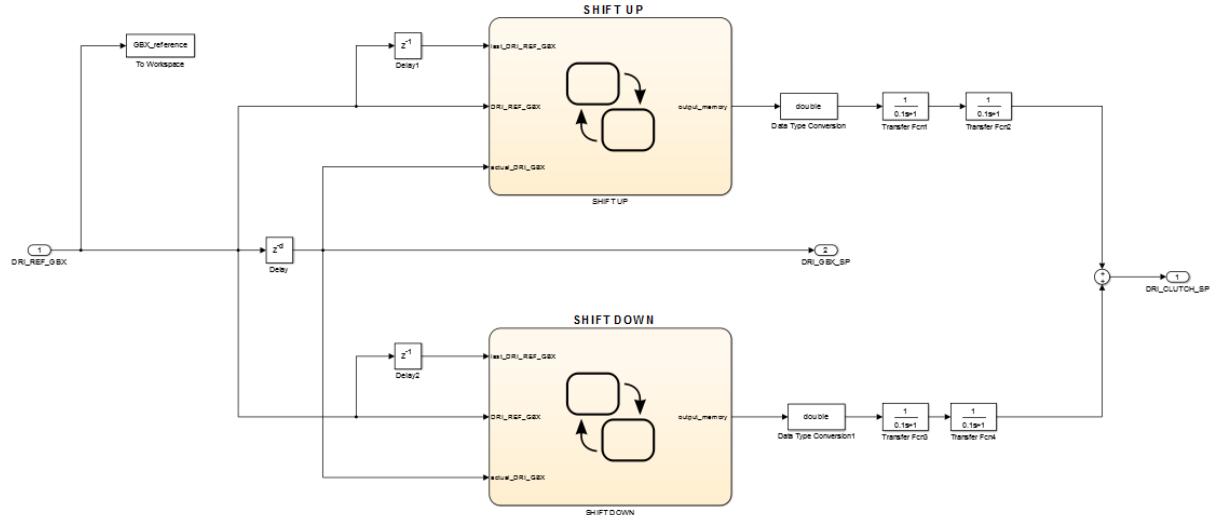 SHIFT UP
GBX_reference
To Workspace
z-1
Delay1
last_DRI_REF_GBX
DRI_REF_GBX
actual_DRI_GBX
output_memory
SHIFT UP
double
Data Type Conversion
1
0.1s+1
Transfer Fcn1
1
0.1s+1
Transfer Fcn2
1
DRI_REF_GBX
z-d
Delay
2
DRI_GBX_SP
+
+
1
DRI_CLUTCH_SP
SHIFT DOWN
z-1
Delay2
last_DRI_REF_GBX
DRI_REF_GBX
actual_DRI_GBX
output_memory
SHIFT DOWN
double
Data Type Conversion1
1
0.1s+1
Transfer Fcn3
1
0.1s+1
Transfer Fcn4